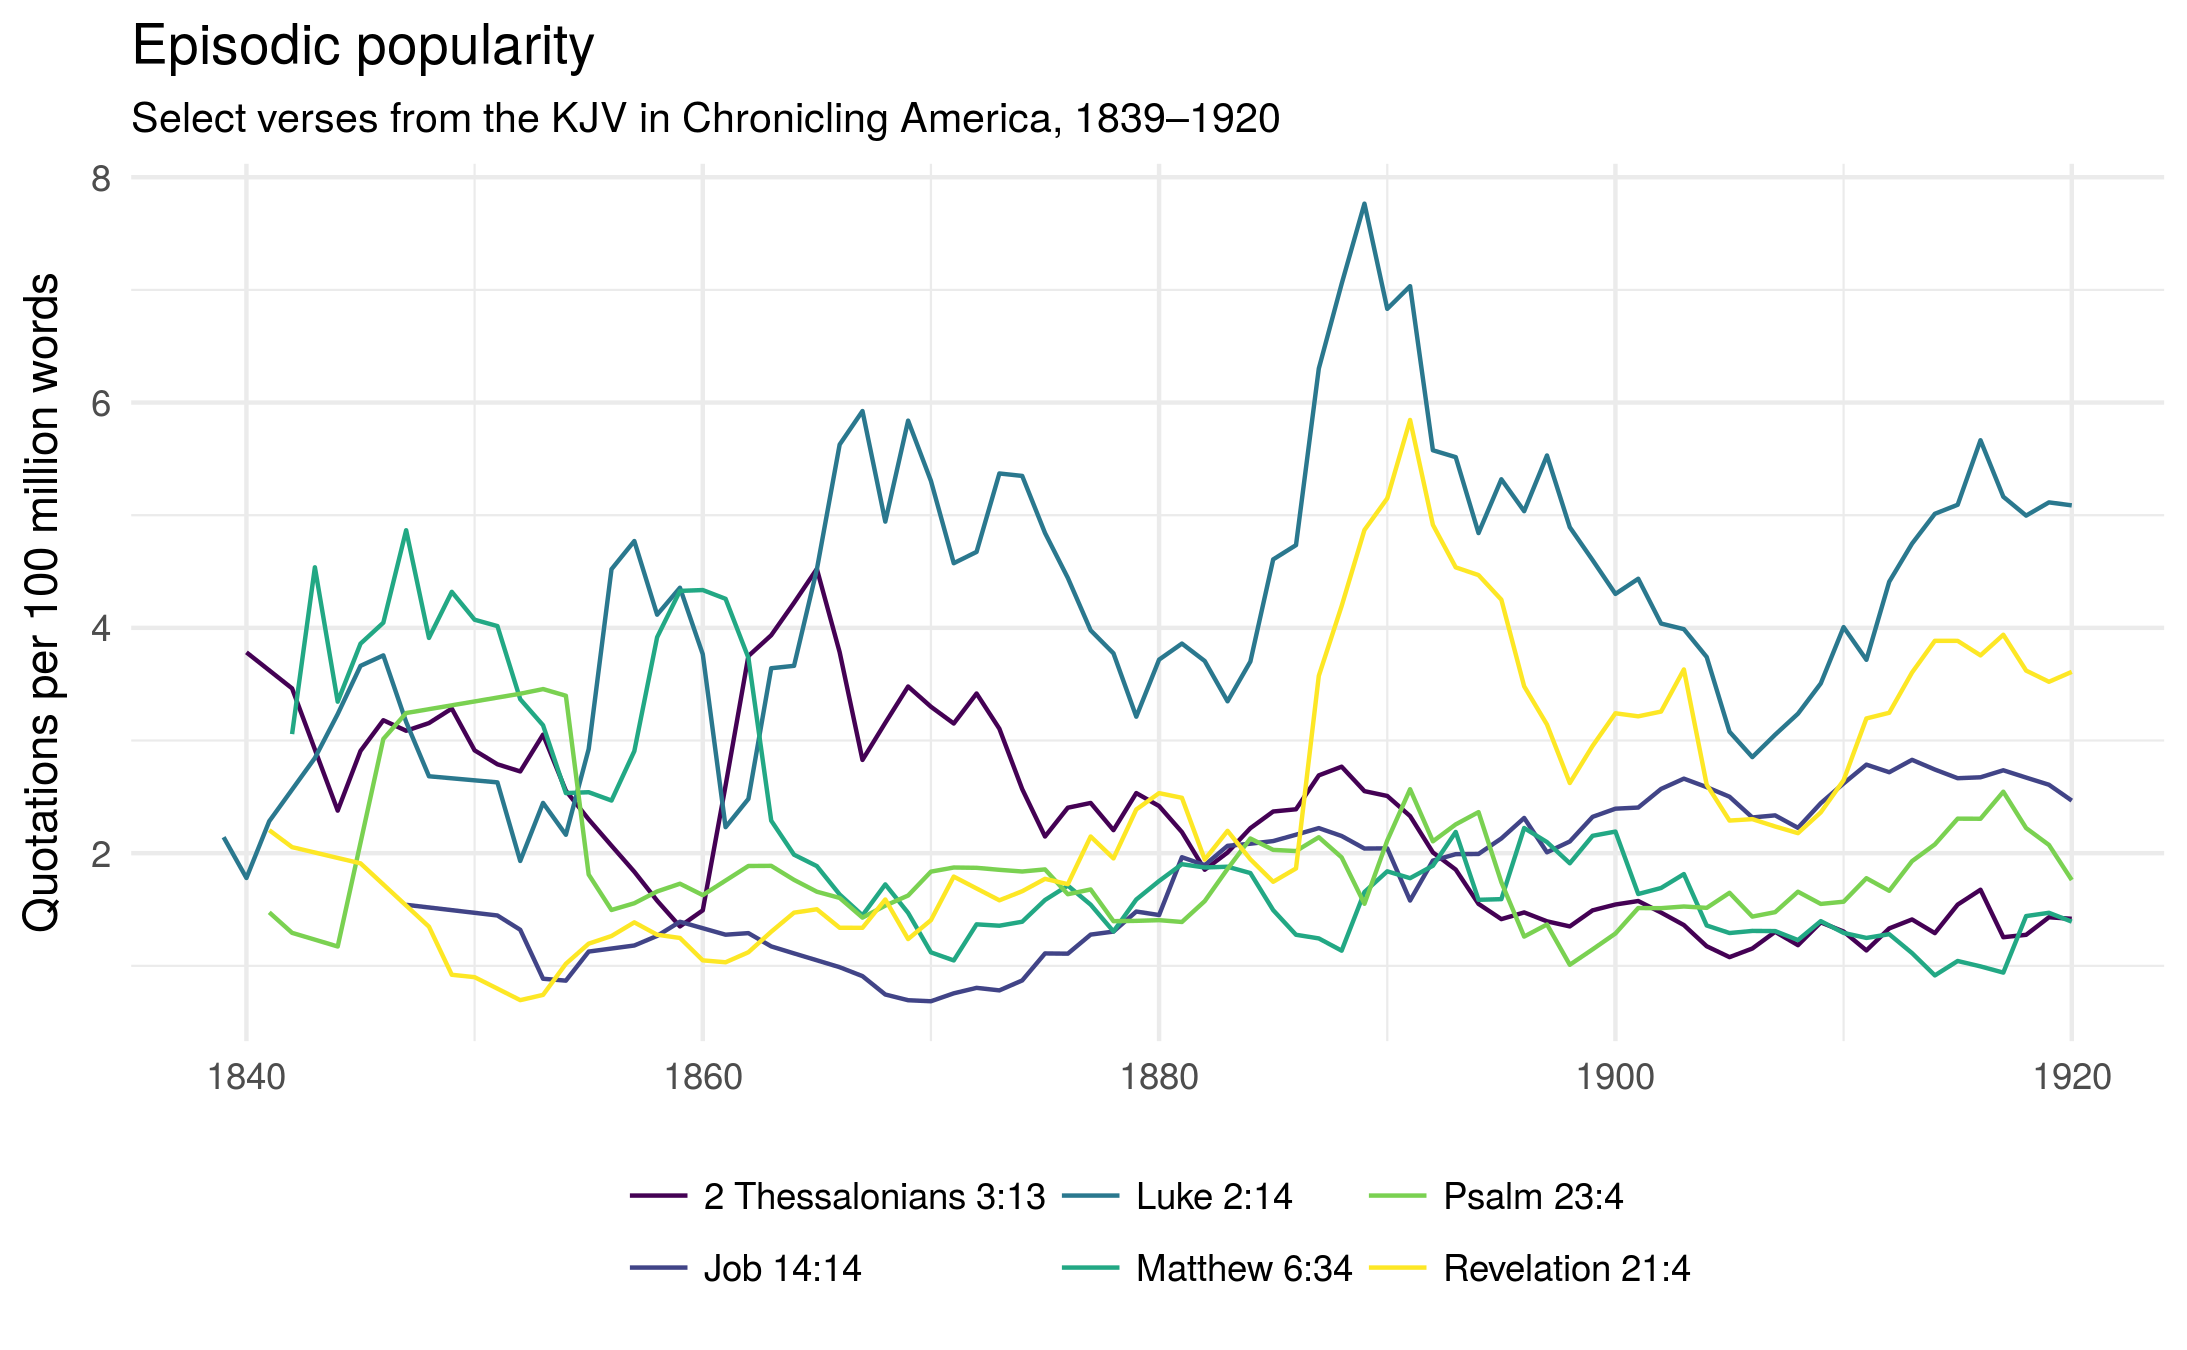 Episodic popularity
Select verses from the KJV in Chronicling America, 1839–1920
Quotations per 100 million words
8
6
4
2
1840 1860 1880 1900 1920
2 Thessalonians 3:13 Luke 2:14 Psalm 23:4
Job 14:14 Matthew 6:34 Revelation 21:4